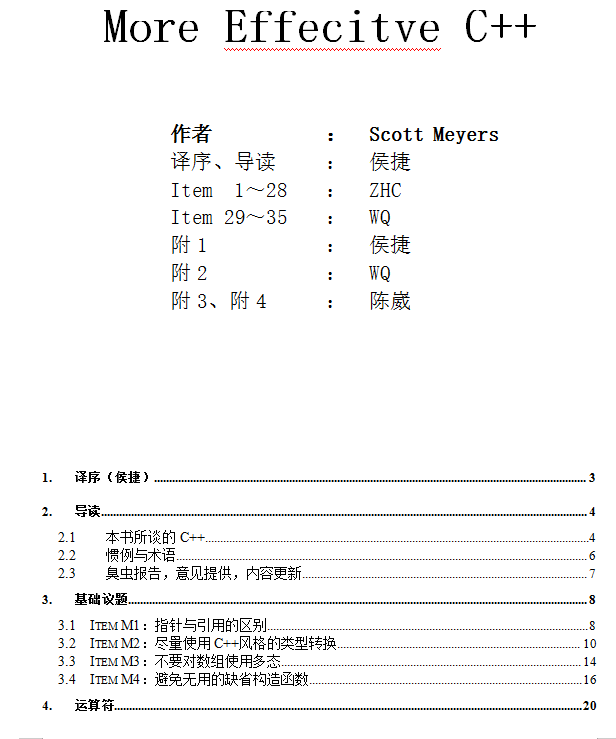 More Effecitve C++
作者 : Scott Meyers
译序、导读 : 侯捷
Item 1～28 : ZHC
Item 29～35 : WQ
附1 : 侯捷
附2 : WQ
附3、附4 : 陈崴
1. 译序（侯捷）........ 3
2. 导读........ 4
2.1 本书所谈的C++........4
2.2 惯例与术语........ 6
2.3 臭虫报告，意见提供，内容更新........ 7
3. 基础议题........8
3.1 ITEM M1：指针与引用的区别........ 8
3.2 ITEM M2：尽量使用C++风格的类型转换........ 10
3.3 ITEM M3：不要对数组使用多态........ 14
3.4 ITEM M4：避免无用的缺省构造函数........ 16
4. 运算符........20